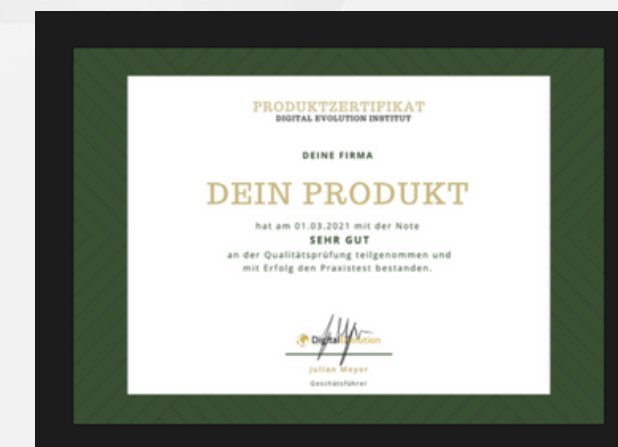 PRODUKTZERTIFIKAT
DIGITAL EVOLUTION INSTITUT
DEINE FIRMA
DEIN PRODUKT
hat am 01.03.2021 mit der Note
SEHR GUT
an der Qualitätsprüfung teilgenommen und
mit Erfolg den Praxistest bestanden.
Digital Evolution
Julian Meyer
Geschäftsführer